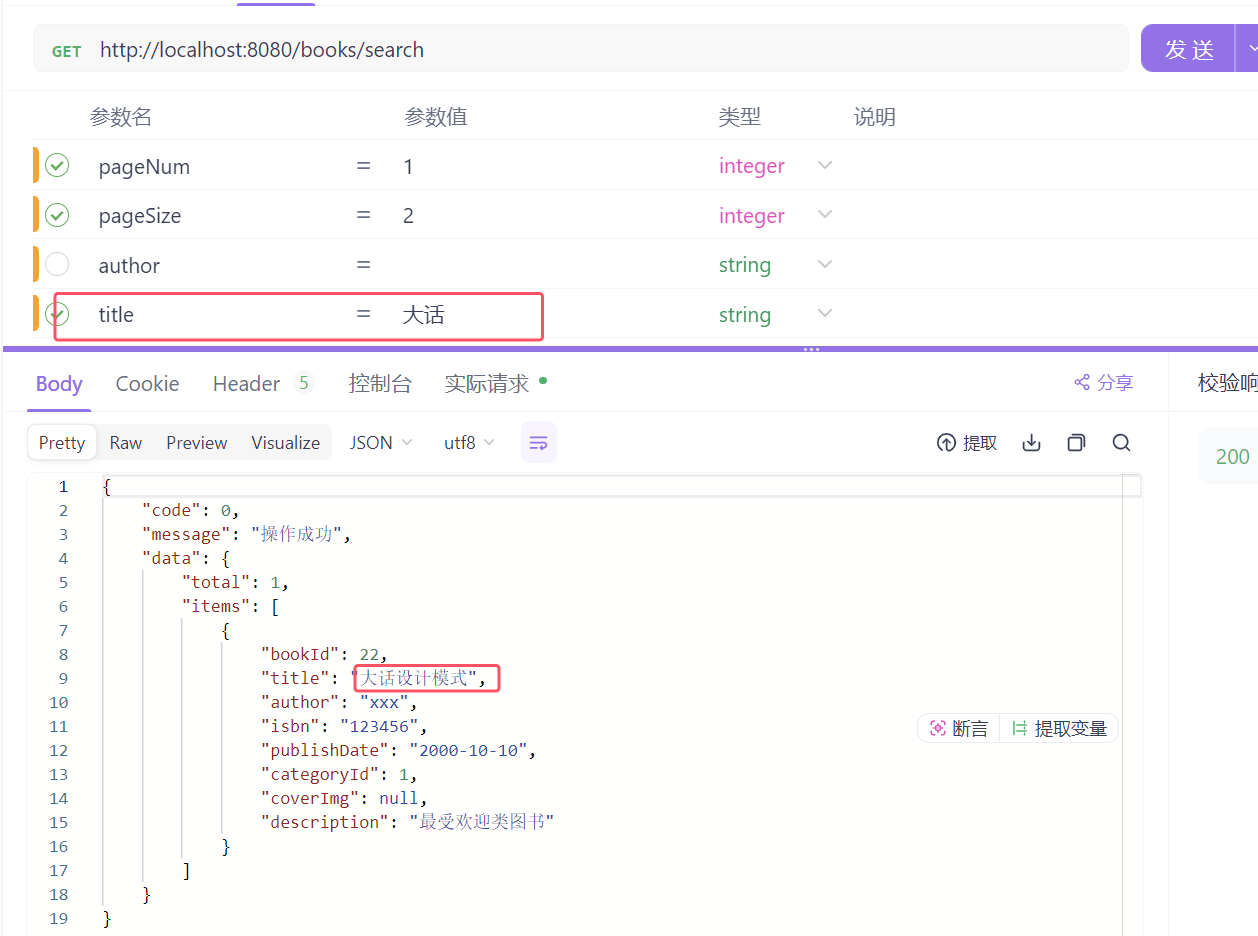 GET http://localhost:8080/books/search 发送
参数名 参数值 类型 说明
pageNum = 1 integer
pageSize = 2 integer
author = string
title = 大话 string
Body Cookie Header 5 控制台 实际请求 分享 校验响
Pretty Raw Preview Visualize JSON utf8 提取
200
1 {
2 "code": 0,
3 "message": "操作成功",
4 "data": {
5 "total": 1,
6 "items": [
7 {
8 "bookId": 22,
9 "title": "大话设计模式",
10 "author": "xxx",
11 "isbn": "123456",
断言 提取变量
12 "publishDate": "2000-10-10",
13 "categoryId": 1,
14 "coverImg": null,
15 "description": "最受欢迎类图书"
16 }
17 ]
18 }
19 }